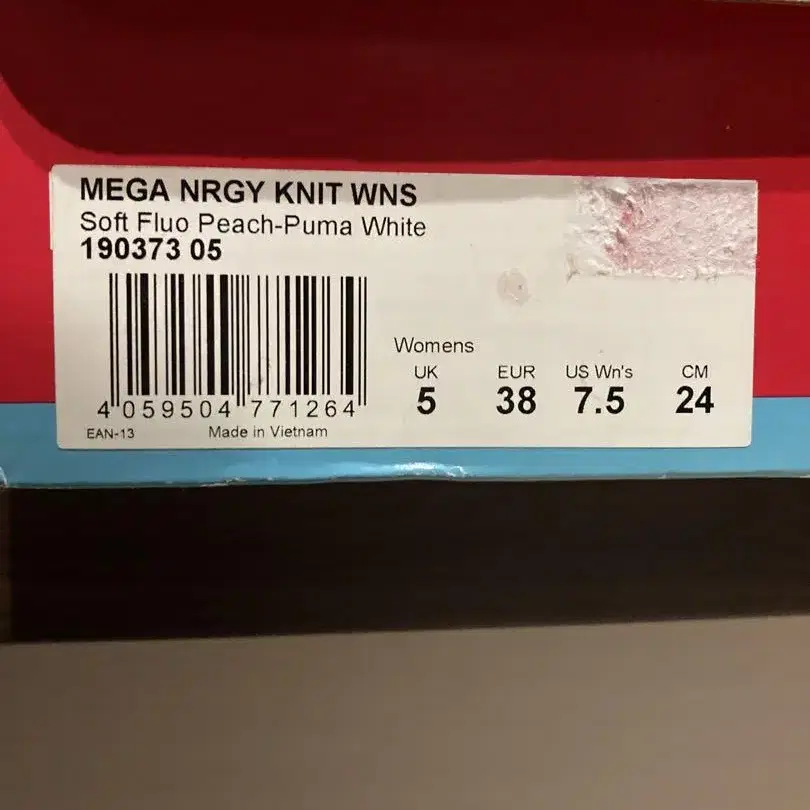 MEGA NRGY KNIT WNS
Soft Fluo Peach-Puma White
190373 05
4 059504 771264
EAN-13 Made in Vietnam
Womens
UK EUR US Wn's CM
5 38 7.5 24